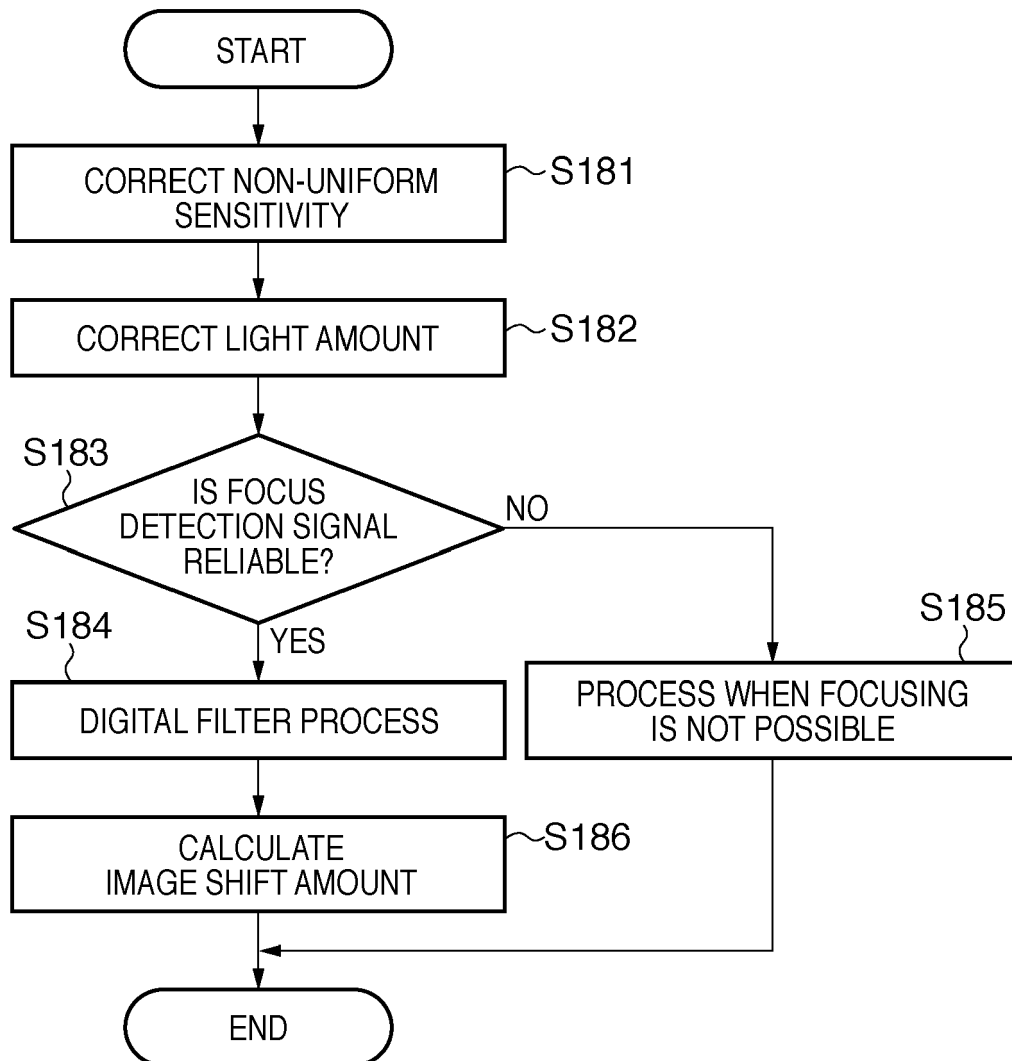 START
CORRECT NON-UNIFORM
SENSITIVITY
S181
CORRECT LIGHT AMOUNT
S182
S183
IS FOCUS
DETECTION SIGNAL
RELIABLE?
NO
YES
S184
DIGITAL FILTER PROCESS
S185
PROCESS WHEN FOCUSING
IS NOT POSSIBLE
CALCULATE
IMAGE SHIFT AMOUNT
S186
END